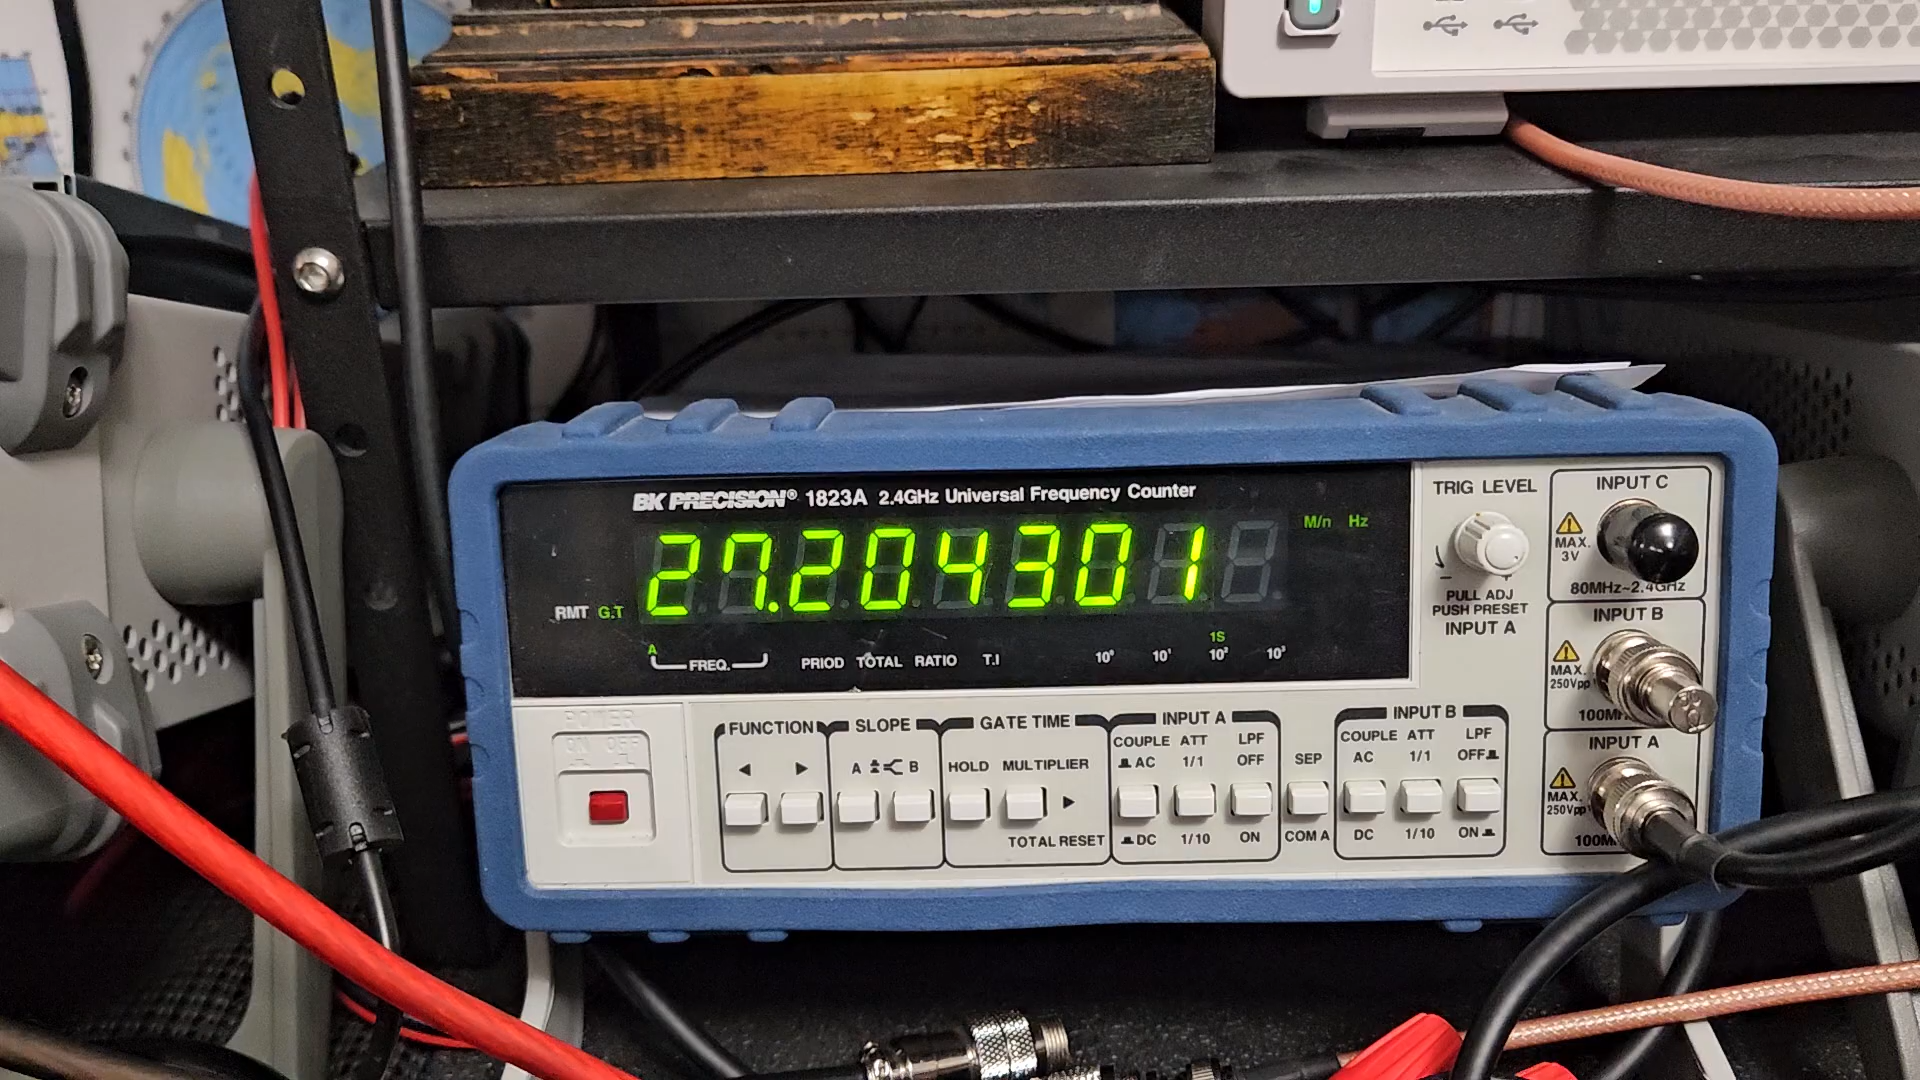 BK PRECISION® 1823A 2.4GHz Universal Frequency Counter
27.204301
M/n Hz
RMT G.T
A
FREQ. PRIOD TOTAL RATIO T.I
1S
10⁰ 10¹ 10² 10³
TRIG LEVEL
PULL ADJ
PUSH PRESET
INPUT A
INPUT C
MAX.
3V
80MHz~2.4GHz
INPUT B
MAX.
250Vpp
INPUT A
MAX.
250Vpp
POWER
ON OFF
FUNCTION
◀ ▶
SLOPE
A B
GATE TIME
HOLD MULTIPLIER
▶
TOTAL RESET
INPUT A
COUPLE ATT LPF
AC 1/1 OFF
DC 1/10 ON
SEP
COM A
INPUT B
COUPLE ATT LPF
AC 1/1 OFF
DC 1/10 ON